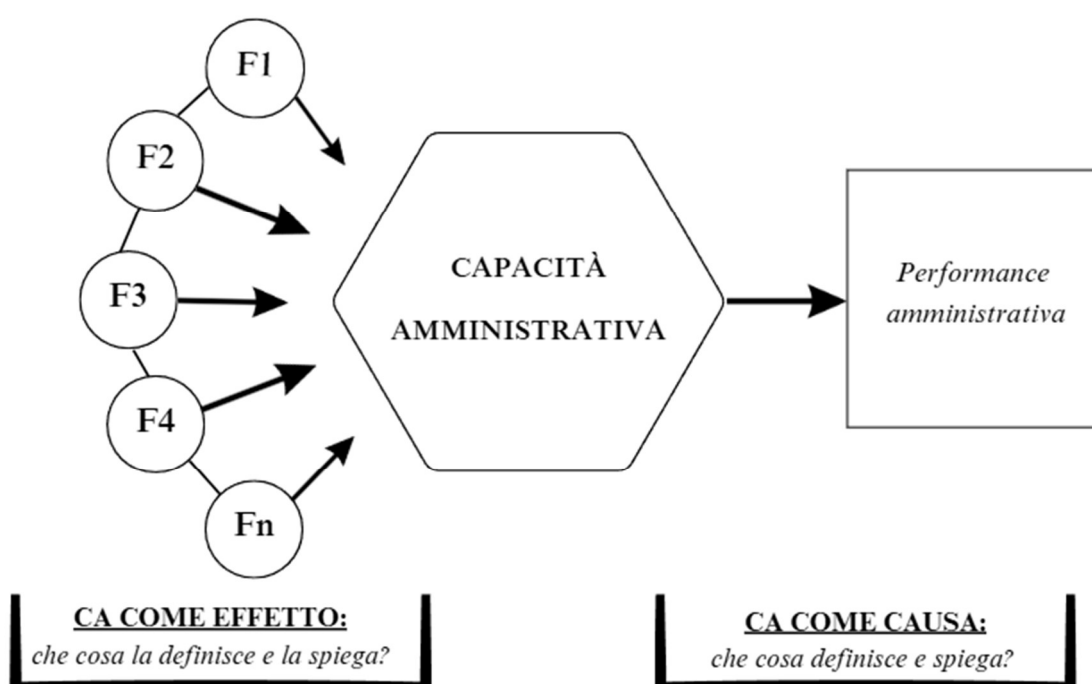 F1
F2
F3
F4
Fn
CAPACITÀ
AMMINISTRATIVA
Performance
amministrativa
CA COME EFFETTO:
che cosa la definisce e la spiega?
CA COME CAUSA:
che cosa definisce e spiega?